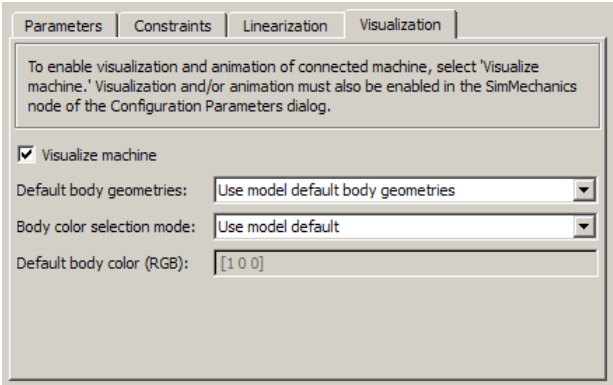 Parameters Constraints Linearization Visualization
To enable visualization and animation of connected machine, select 'Visualize
machine.' Visualization and/or animation must also be enabled in the SimMechanics
node of the Configuration Parameters dialog.
Visualize machine
Default body geometries: Use model default body geometries
Body color selection mode: Use model default
Default body color (RGB): [1 0 0]